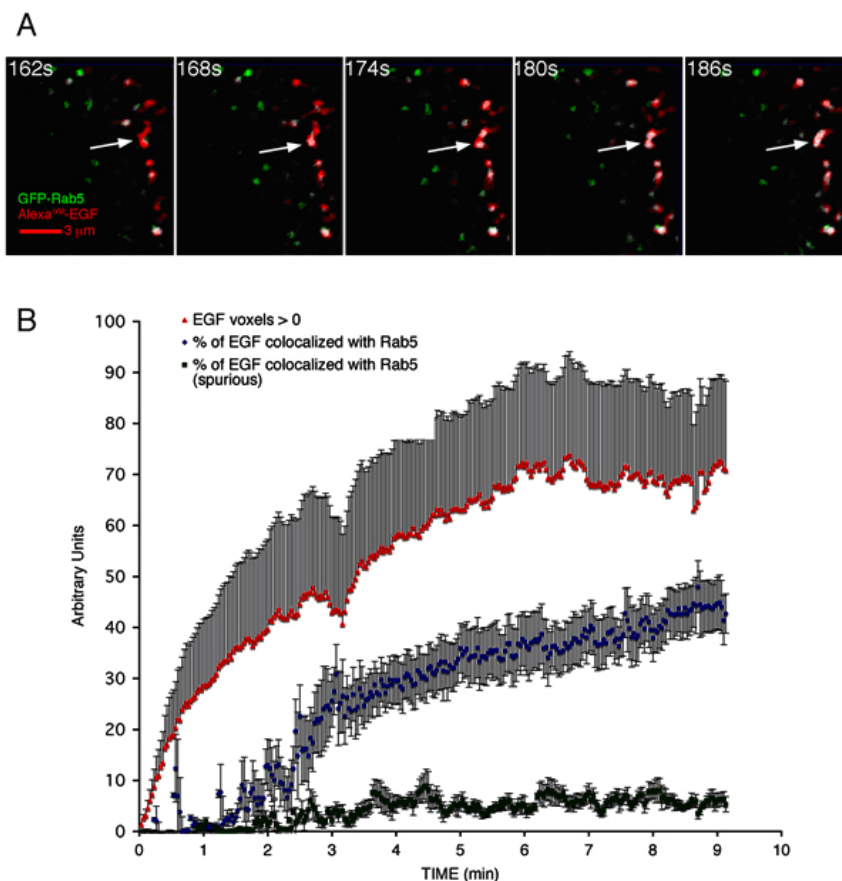 A
162s 168s 174s 180s 186s
GFP-Rab5
3 µm
B
EGF voxels > 0
% of EGF colocalized with Rab5
% of EGF colocalized with Rab5
(spurious)
100
90
80
70
60
50
40
30
20
10
0
Arbitrary Units
0 1 2 3 4 5 6 7 8 9 10
TIME (min)